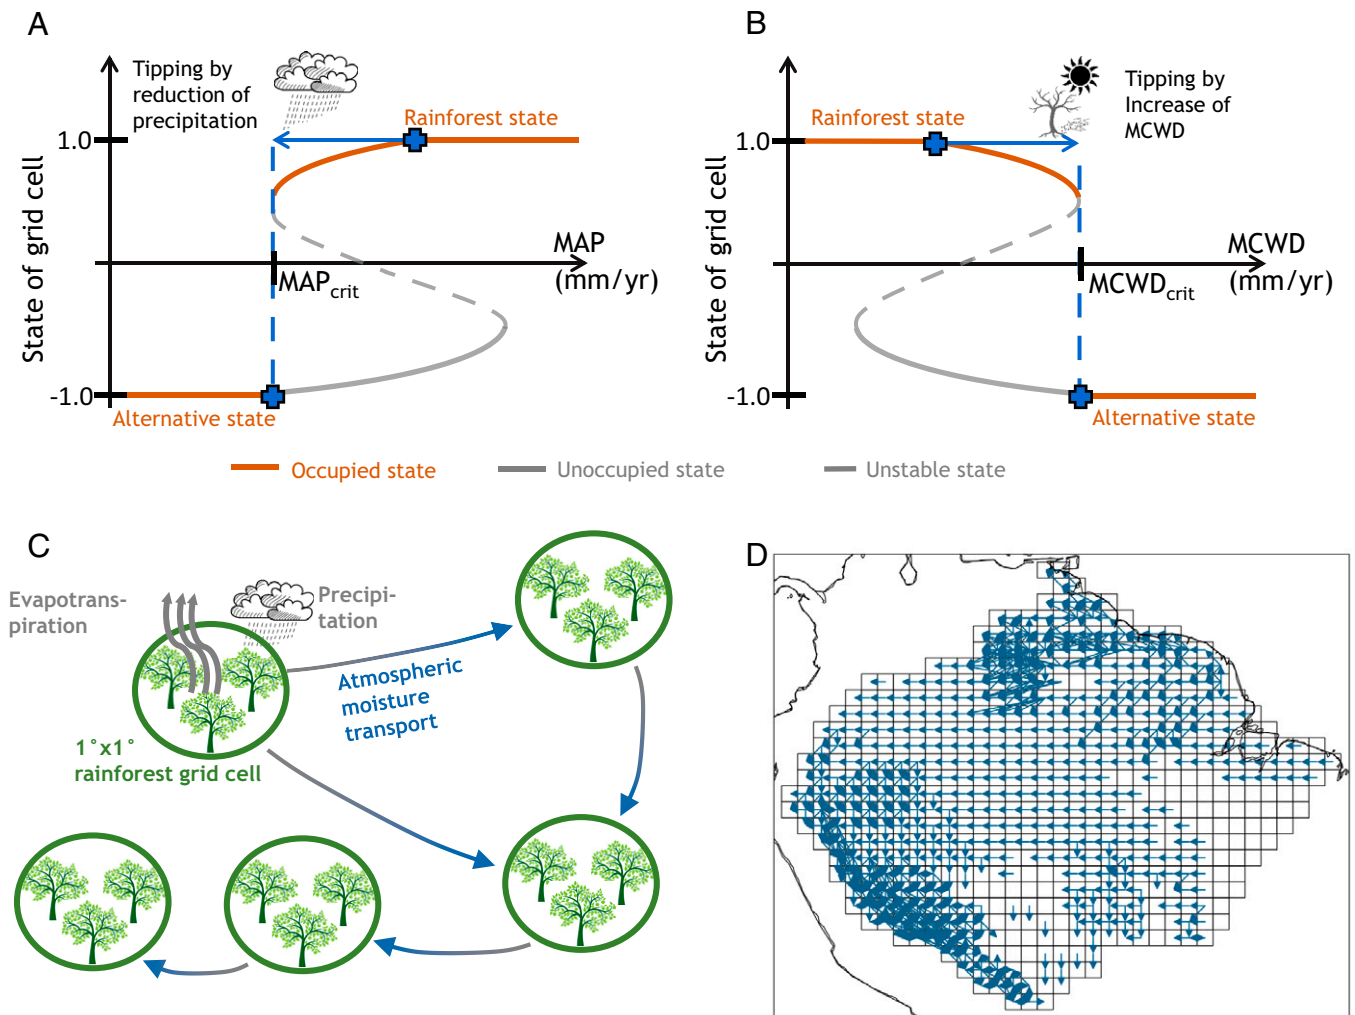 A
Tipping by
reduction of
precipitation
Rainforest state
1.0
State of grid cell
MAP
(mm/yr)
MAPcrit
-1.0
Alternative state
B
Tipping by
Increase of
MCWD
Rainforest state
1.0
State of grid cell
MCWD
(mm/yr)
MCWDcrit
-1.0
Alternative state
Occupied state
Unoccupied state
Unstable state
C
Evapotrans-
piration
Precipi-
tation
Atmospheric
moisture
transport
1°x1°
rainforest grid cell
D